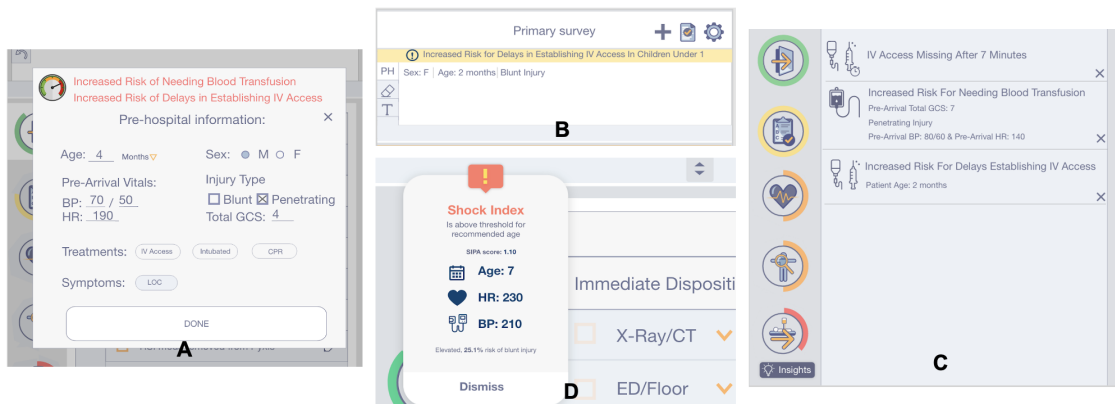 Increased Risk of Needing Blood Transfusion
Increased Risk of Delays in Establishing IV Access
Pre-hospital information:
Age: 4 Months
Sex: M F
Pre-Arrival Vitals:
BP: 70 / 50
HR: 190
Injury Type
Blunt Penetrating
Total GCS: 4
Treatments: IV Access Intubated CPR
Symptoms: LOC
DONE
A
Primary survey
Increased Risk for Delays in Establishing IV Access In Children Under 1
PH Sex: F | Age: 2 months | Blunt Injury
T
B
Shock Index
Is above threshold for
recommended age
SIPA score: 1.10
Age: 7
HR: 230
BP: 210
Elevated, 25.1% risk of blunt injury
Dismiss
Immediate Dispositi
X-Ray/CT
ED/Floor
D
IV Access Missing After 7 Minutes
Increased Risk For Needing Blood Transfusion
Pre-Arrival Total GCS: 7
Penetrating Injury
Pre-Arrival BP: 80/60 & Pre-Arrival HR: 140
Increased Risk For Delays Establishing IV Access
Patient Age: 2 months
Insights
C